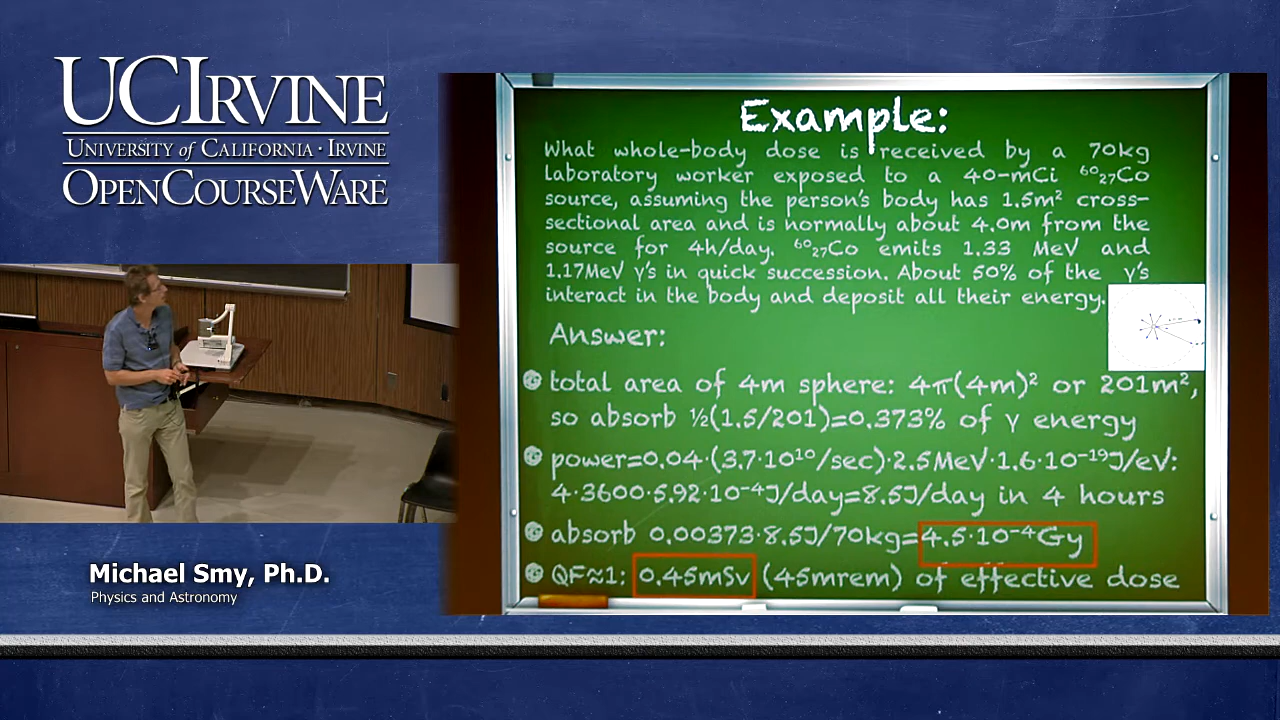 UCIRVINE
UNIVERSITY of CALIFORNIA · IRVINE
OPENCOURSEWARE
Michael Smy, Ph.D.
Physics and Astronomy
Example:
What whole-body dose is received by a 70kg
laboratory worker exposed to a 40-mCi ⁶⁰₂₇Co
source, assuming the person's body has 1.5m² cross-
sectional area and is normally about 4.0m from the
source for 4h/day. ⁶⁰₂₇Co emits 1.33 MeV and
1.17MeV γ's in quick succession. About 50% of the γ's
interact in the body and deposit all their energy.
Answer:
total area of 4m sphere: 4π(4m)² or 201m²,
so absorb ½(1.5/201)=0.373% of γ energy
power=0.04·(3.7·10¹⁰/sec)·2.5MeV·1.6·10⁻¹⁹J/eV:
4·3600·5.92·10⁻⁴J/day=8.5J/day in 4 hours
absorb 0.00373·8.5J/70kg=4.5·10⁻⁴Gy
QF≈1: 0.45mSv (45mrem) of effective dose